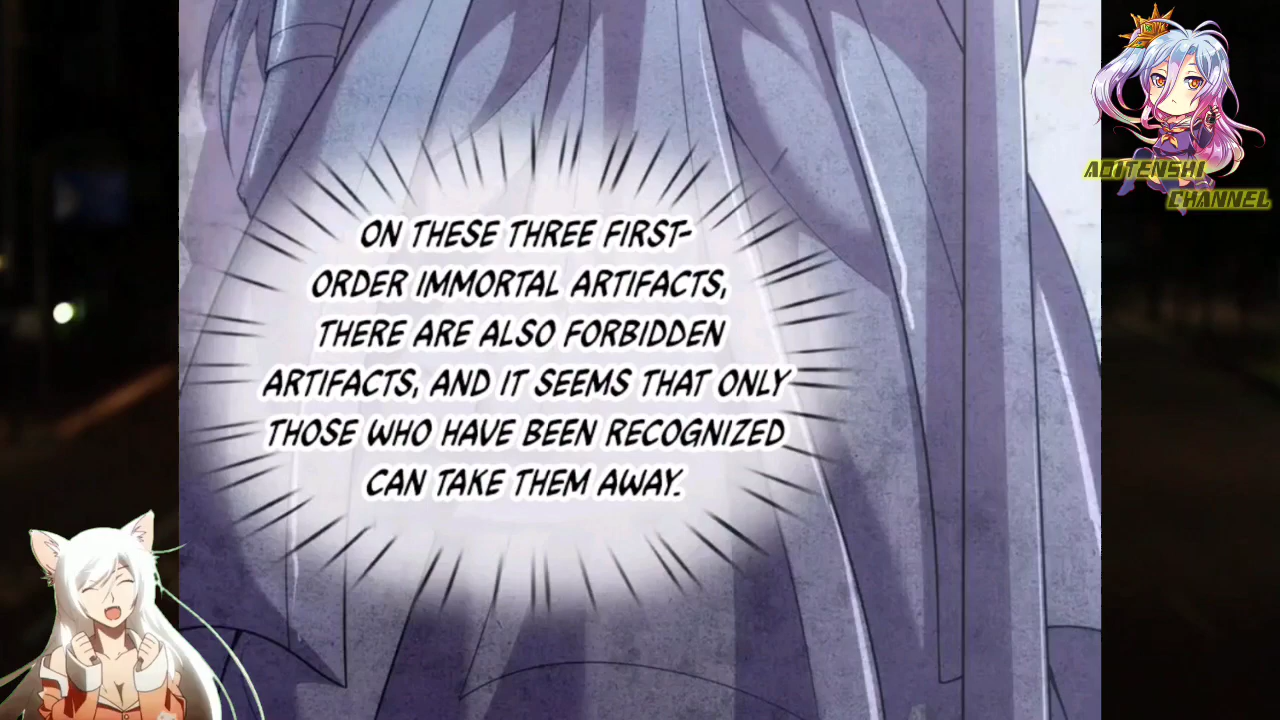 ON THESE THREE FIRST-
ORDER IMMORTAL ARTIFACTS,
THERE ARE ALSO FORBIDDEN
ARTIFACTS, AND IT SEEMS THAT ONLY
THOSE WHO HAVE BEEN RECOGNIZED
CAN TAKE THEM AWAY.
AOITENSHI
CHANNEL